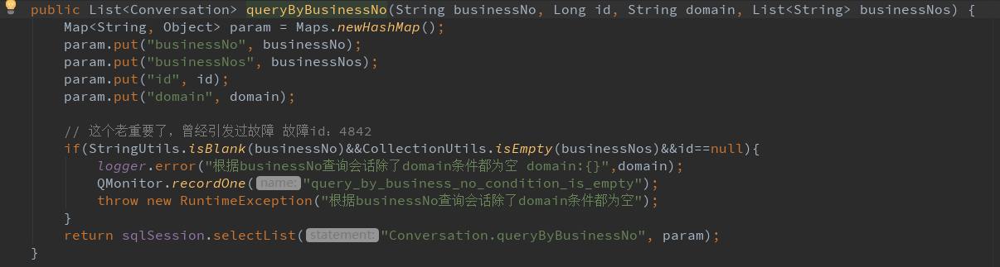 public List<Conversation> queryByBusinessNo(String businessNo, Long id, String domain, List<String> businessNos) {
    Map<String, Object> param = Maps.newHashMap();
    param.put("businessNo", businessNo);
    param.put("businessNos", businessNos);
    param.put("id", id);
    param.put("domain", domain);

    // 这个老重要了, 曾经引发过故障 故障id: 4842
    if(StringUtils.isBlank(businessNo)&&CollectionUtils.isEmpty(businessNos)&&id==null){
        logger.error("根据businessNo查询会话除了domain条件都为空 domain:{}",domain);
        QMonitor.recordOne( name: "query_by_business_no_condition_is_empty");
        throw new RuntimeException("根据businessNo查询会话除了domain条件都为空");
    }
    return sqlSession.selectList( statement: "Conversation.queryByBusinessNo", param);
}